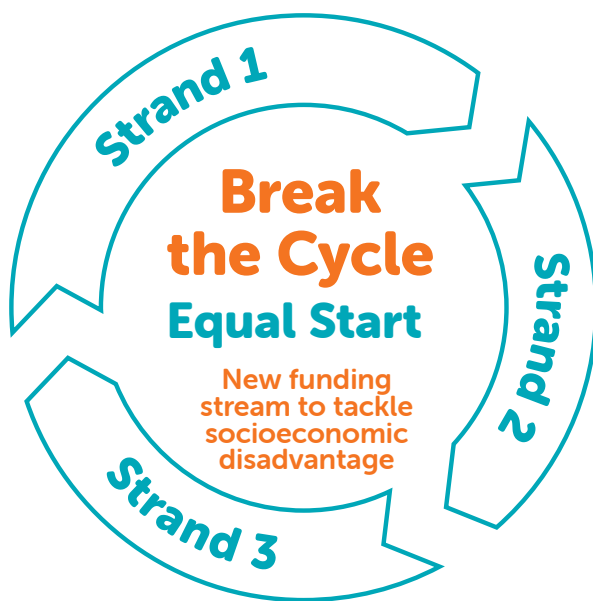 Strand 1
Break
the Cycle
Equal Start
New funding
stream to tackle
socioeconomic
disadvantage
Strand 2
Strand 3